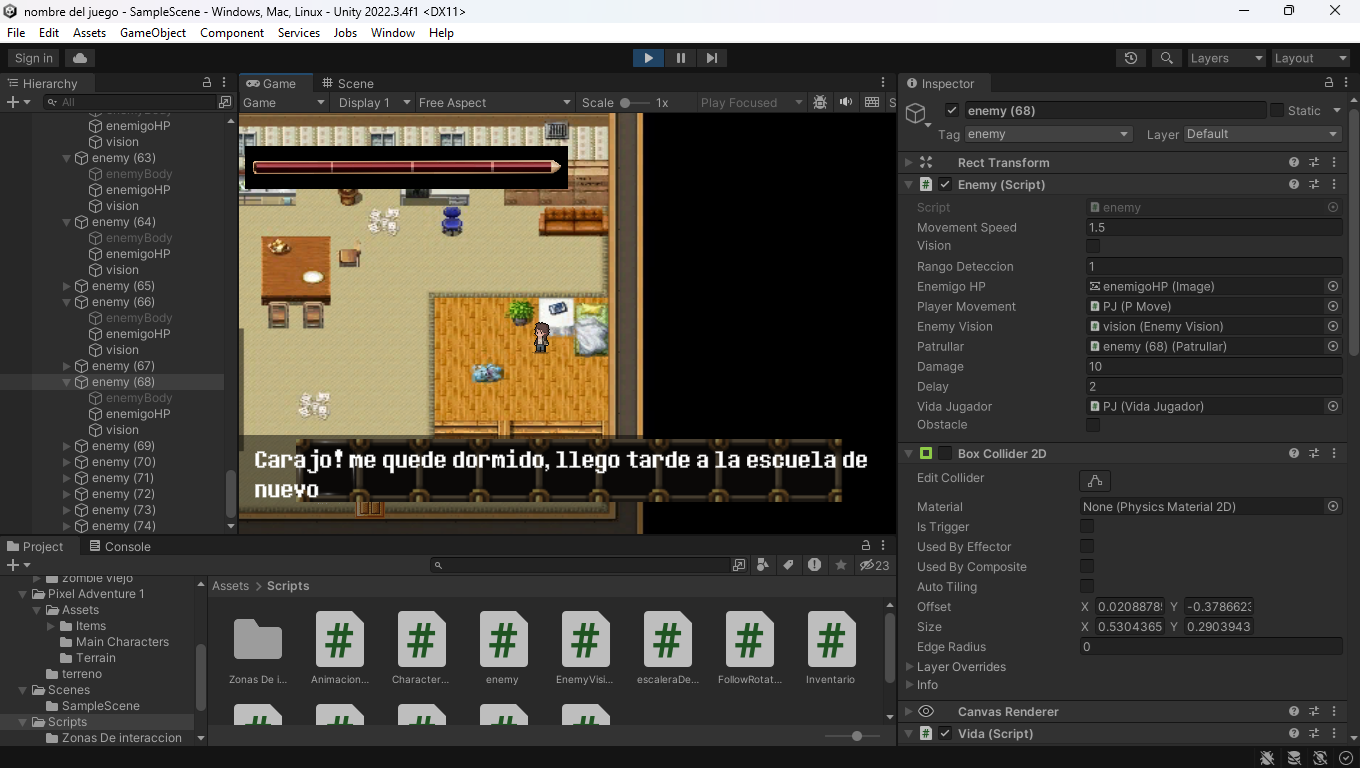 nombre del juego - SampleScene - Windows, Mac, Linux - Unity 2022.3.4f1 <DX11>
File Edit Assets GameObject Component Services Jobs Window Help
Sign in
Layers
Layout
Hierarchy
All
enemigoHP
vision
enemy (63)
enemyBody
enemigoHP
vision
enemy (64)
enemyBody
enemigoHP
vision
enemy (65)
enemy (66)
enemyBody
enemigoHP
vision
enemy (67)
enemy (68)
enemyBody
enemigoHP
vision
enemy (69)
enemy (70)
enemy (71)
enemy (72)
enemy (73)
enemy (74)
Game Scene
Game Display 1 Free Aspect Scale 1x Play Focused S
Carajo! me quede dormido, llego tarde a la escuela de
nuevo
Inspector
enemy (68) Static
Tag enemy Layer Default
Rect Transform
Enemy (Script)
Script enemy
Movement Speed 1.5
Vision
Rango Deteccion 1
Enemigo HP enemigoHP (Image)
Player Movement PJ (P Move)
Enemy Vision vision (Enemy Vision)
Patrullar enemy (68) (Patrullar)
Damage 10
Delay 2
Vida Jugador PJ (Vida Jugador)
Obstacle
Box Collider 2D
Edit Collider
Material None (Physics Material 2D)
Is Trigger
Used By Effector
Used By Composite
Auto Tiling
Offset X 0.0208878 Y -0.378662
Size X 0.5304365 Y 0.2903943
Edge Radius 0
Layer Overrides
Info
Canvas Renderer
Vida (Script)
Project Console
23
zombie viejo
Pixel Adventure 1
Assets
Items
Main Characters
Terrain
terreno
Scenes
SampleScene
Scripts
Zonas De interaccion
Assets > Scripts
Zonas De i... Animacion... Character... enemy EnemyVisi... escaleraDe... FollowRotat... Inventario